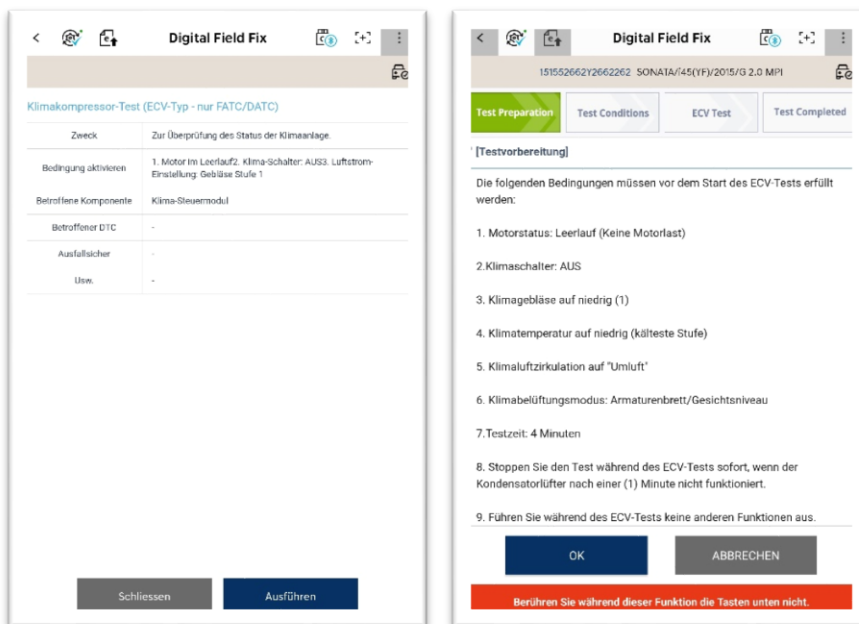 Digital Field Fix
Klimakompressor-Test (ECV-Typ - nur FATC/DATC)
Zweck
Zur Überprüfung des Status der Klimaanlage.
Bedingung aktivieren
1. Motor im Leerlauf2. Klima-Schalter: AUS3. Luftstrom-
Einstellung: Gebläse Stufe 1
Betroffene Komponente
Klima-Steuermodul
Betroffener DTC
-
Ausfallsicher
-
Usw.
-
Schliessen
Ausführen
Digital Field Fix
151552662Y2662262 SONATA/i45(YF)/2015/G 2.0 MPI
Test Preparation
Test Conditions
ECV Test
Test Completed
[Testvorbereitung]
Die folgenden Bedingungen müssen vor dem Start des ECV-Tests erfüllt
werden:
1. Motorstatus: Leerlauf (Keine Motorlast)
2.Klimaschalter: AUS
3. Klimagebläse auf niedrig (1)
4. Klimatemperatur auf niedrig (kälteste Stufe)
5. Klimaluftzirkulation auf "Umluft"
6. Klimabelüftungsmodus: Armaturenbrett/Gesichtsniveau
7.Testzeit: 4 Minuten
8. Stoppen Sie den Test während des ECV-Tests sofort, wenn der
Kondensatorlüfter nach einer (1) Minute nicht funktioniert.
9. Führen Sie während des ECV-Tests keine anderen Funktionen aus.
OK
ABBRECHEN
Berühren Sie während dieser Funktion die Tasten unten nicht.